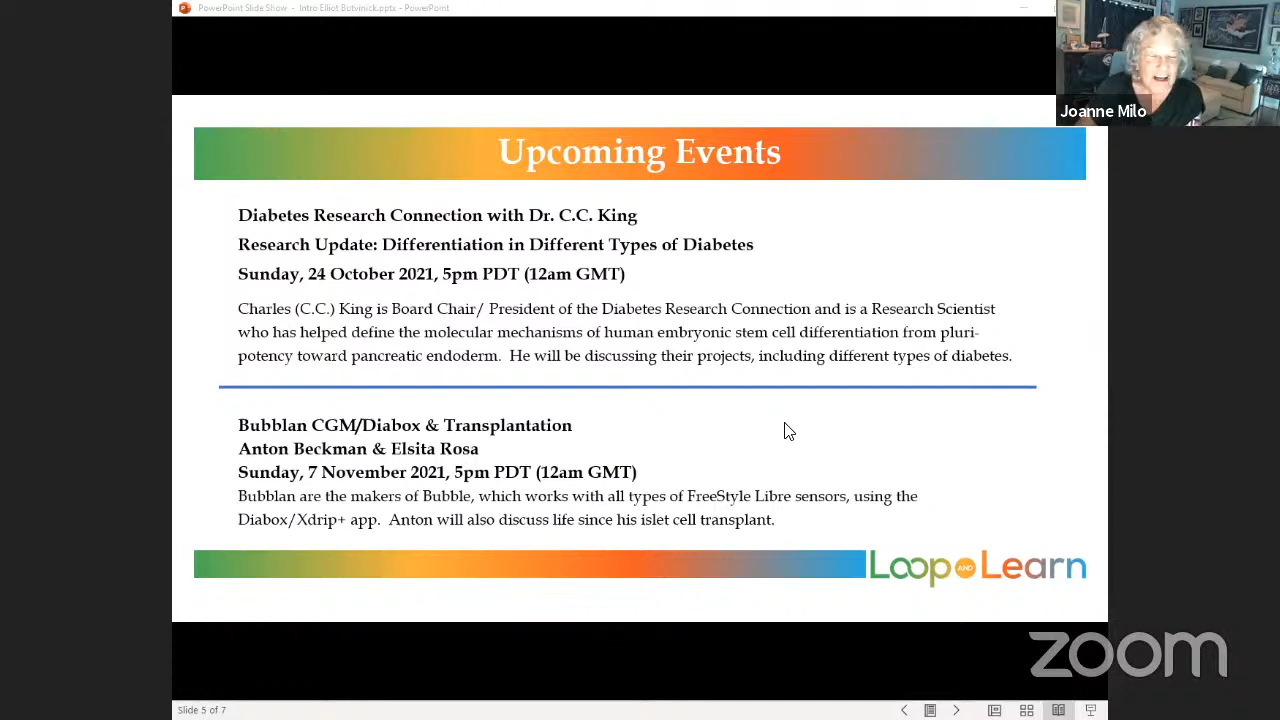 PowerPoint Slide Show - Intro Elliot Botvinick.pptx - PowerPoint
Joanne Milo
Upcoming Events
Diabetes Research Connection with Dr. C.C. King
Research Update: Differentiation in Different Types of Diabetes
Sunday, 24 October 2021, 5pm PDT (12am GMT)
Charles (C.C.) King is Board Chair/ President of the Diabetes Research Connection and is a Research Scientist
who has helped define the molecular mechanisms of human embryonic stem cell differentiation from pluri-
potency toward pancreatic endoderm. He will be discussing their projects, including different types of diabetes.
Bubblan CGM/Diabox & Transplantation
Anton Beckman & Elsita Rosa
Sunday, 7 November 2021, 5pm PDT (12am GMT)
Bubblan are the makers of Bubble, which works with all types of FreeStyle Libre sensors, using the
Diabox/Xdrip+ app. Anton will also discuss life since his islet cell transplant.
Loop AND Learn
zoom
Slide 5 of 7